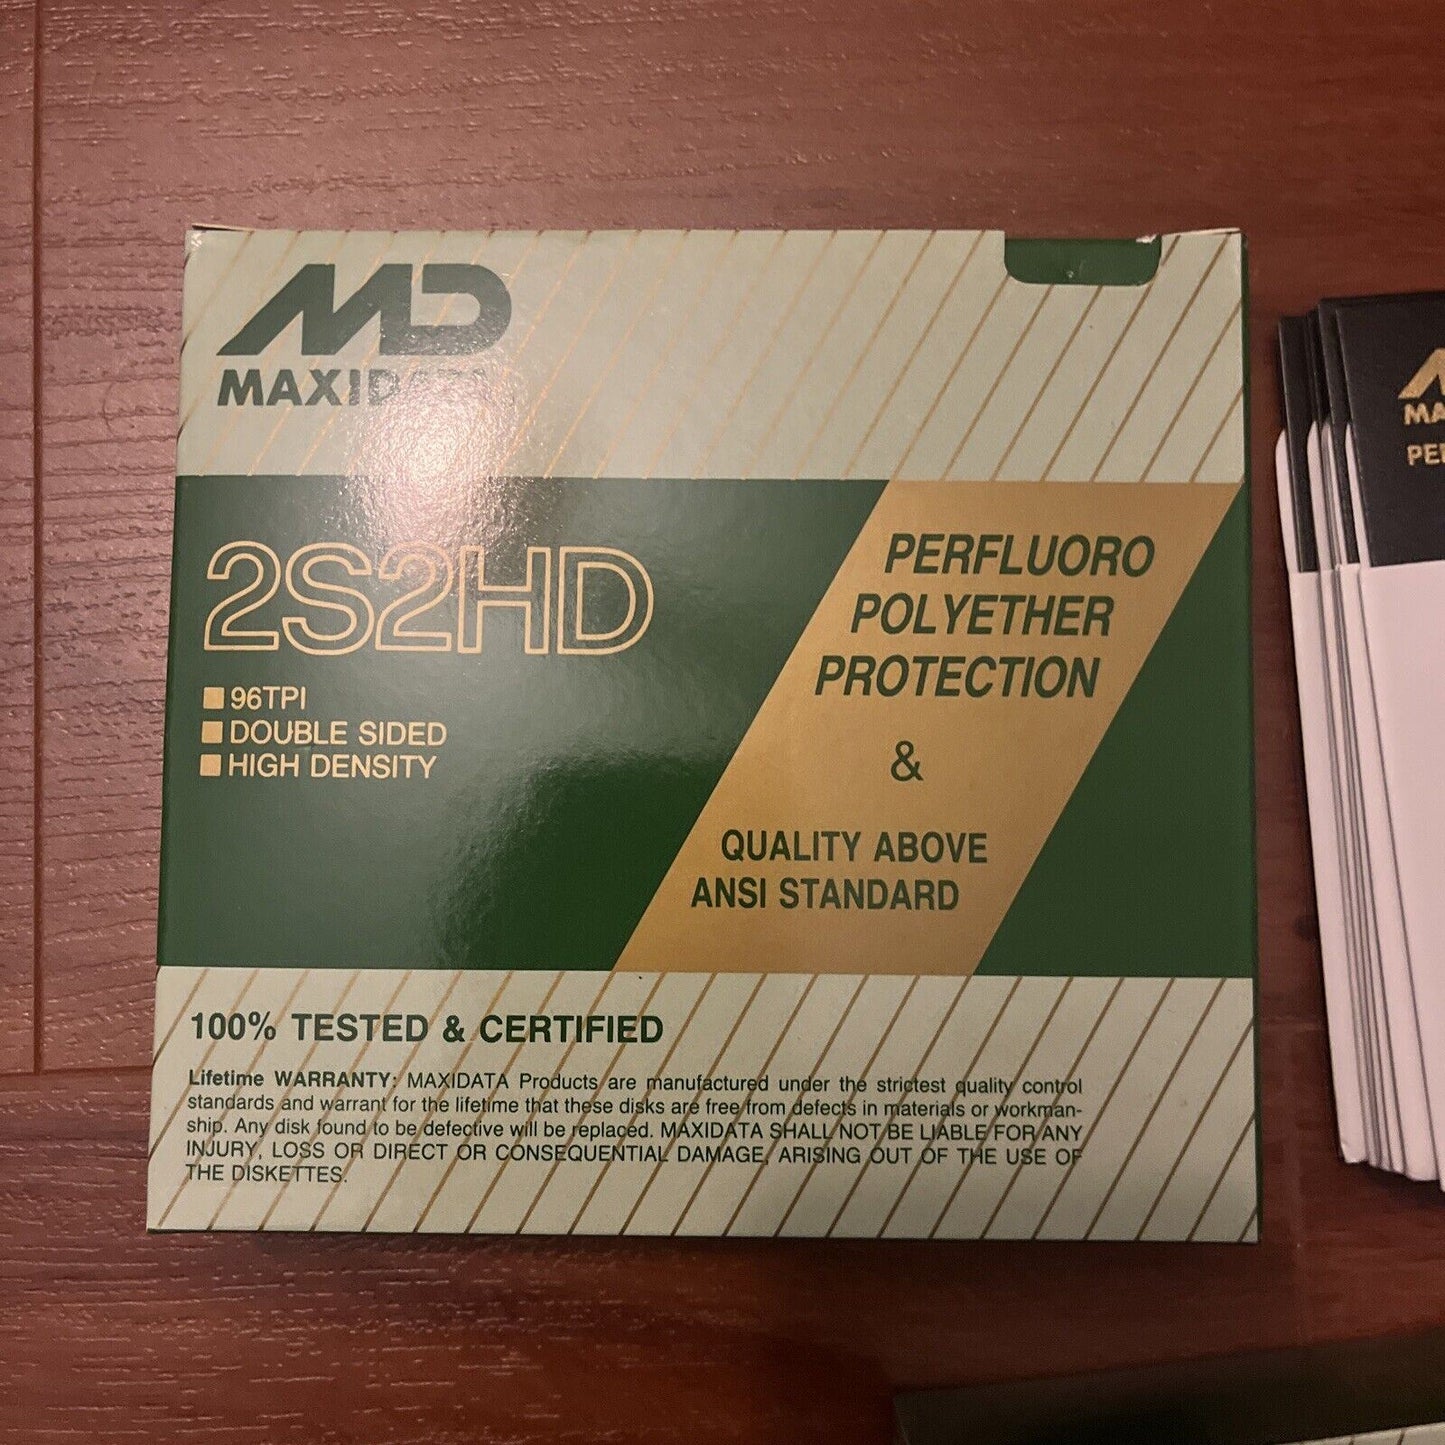 MD
MAXIDATA
2S2HD
96TPI
DOUBLE SIDED
HIGH DENSITY
PERFLUORO
POLYETHER
PROTECTION
&
QUALITY ABOVE
ANSI STANDARD
100% TESTED & CERTIFIED
Lifetime WARRANTY: MAXIDATA Products are manufactured under the strictest quality control
standards and warrant for the lifetime that these disks are free from defects in materials or workman-
ship. Any disk found to be defective will be replaced. MAXIDATA SHALL NOT BE LIABLE FOR ANY
INJURY, LOSS OR DIRECT OR CONSEQUENTIAL DAMAGE, ARISING OUT OF THE USE OF
THE DISKETTES.